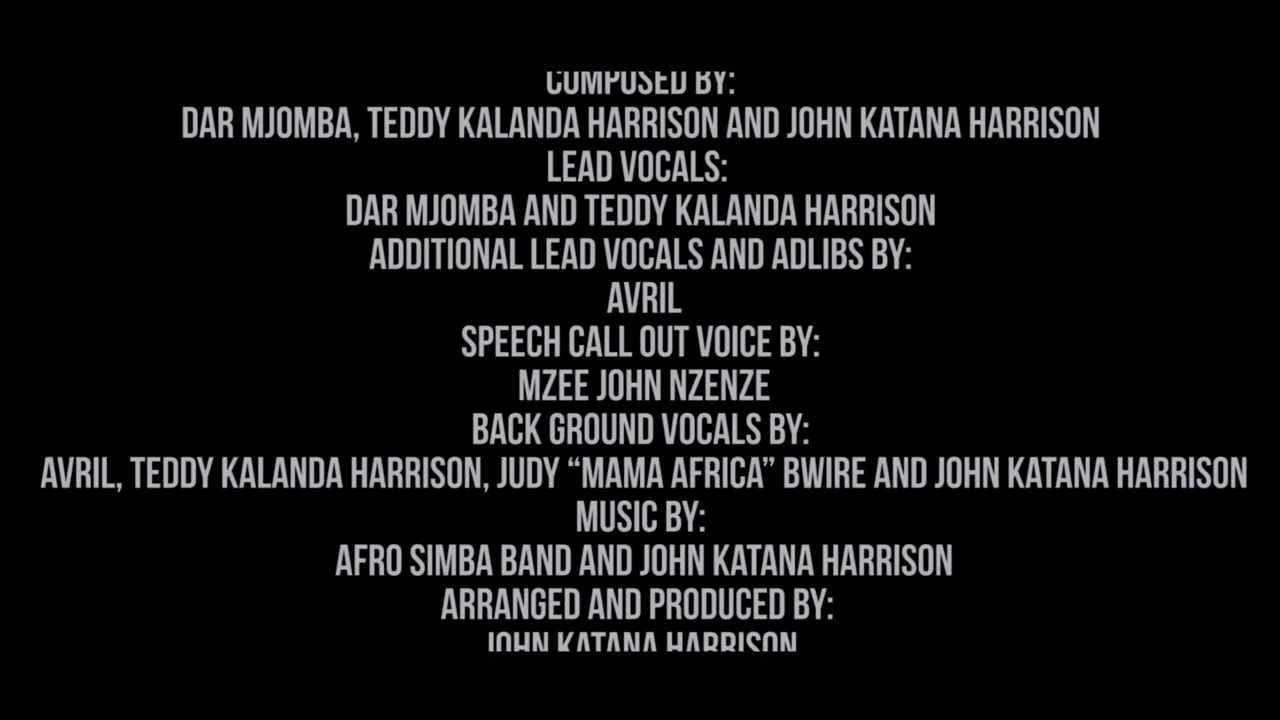 COMPOSED BY:
DAR MJOMBA, TEDDY KALANDA HARRISON AND JOHN KATANA HARRISON
LEAD VOCALS:
DAR MJOMBA AND TEDDY KALANDA HARRISON
ADDITIONAL LEAD VOCALS AND ADLIBS BY:
AVRIL
SPEECH CALL OUT VOICE BY:
MZEE JOHN NZENZE
BACK GROUND VOCALS BY:
AVRIL, TEDDY KALANDA HARRISON, JUDY “MAMA AFRICA” BWIRE AND JOHN KATANA HARRISON
MUSIC BY:
AFRO SIMBA BAND AND JOHN KATANA HARRISON
ARRANGED AND PRODUCED BY:
JOHN KATANA HARRISON